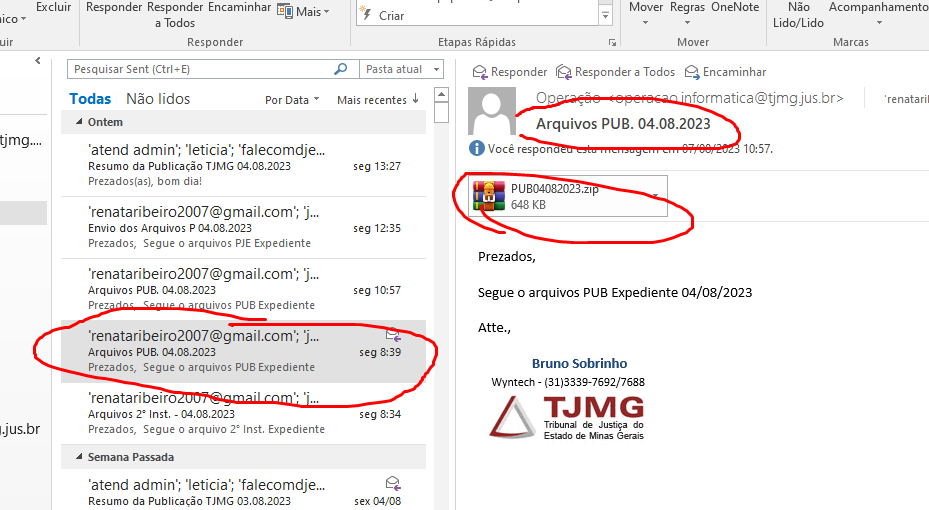 Excluir
Responder
Responder
a Todos
Encaminhar
Mais
Responder
Criar
Etapas Rápidas
Mover
Regras
OneNote
Mover
Não
Lido/Lido
Acompanhamento
Marcas
Pesquisar Sent (Ctrl+E)
Pasta atual
Todas
Não lidos
Por Data
Mais recentes
Ontem
'atend admin'; 'leticia'; 'falecomdje...
Resumo da Publicação TJMG 04.08.2023
seg 13:27
Prezados(as), bom dia!
'renataribeiro2007@gmail.com'; 'j...
Envio dos Arquivos P 04.08.2023
seg 12:35
Prezados, Segue o arquivos PJE Expediente
'renataribeiro2007@gmail.com'; 'j...
Arquivos PUB. 04.08.2023
seg 10:57
Prezados, Segue o arquivos PUB Expediente
'renataribeiro2007@gmail.com'; 'j...
Arquivos PUB. 04.08.2023
seg 8:39
Prezados, Segue o arquivos PUB Expediente
'renataribeiro2007@gmail.com'; 'j...
Arquivos 2° Inst. - 04.08.2023
seg 8:34
Prezados, Segue o arquivo 2° Inst. Expediente
Semana Passada
'atend admin'; 'leticia'; 'falecomdje...
Resumo da Publicação TJMG 03.08.2023
sex 04/08
tjmg....
g.jus.br
Responder
Responder a Todos
Encaminhar
Operação <operacao.informatica@tjmg.jus.br>
'renatari
Arquivos PUB. 04.08.2023
Você respondeu esta mensagem em 07/08/2023 10:57.
PUB04082023.zip
648 KB
Prezados,
Segue o arquivos PUB Expediente 04/08/2023
Atte.,
Bruno Sobrinho
Wyntech - (31)3339-7692/7688
TJMG
Tribunal de Justiça do
Estado de Minas Gerais